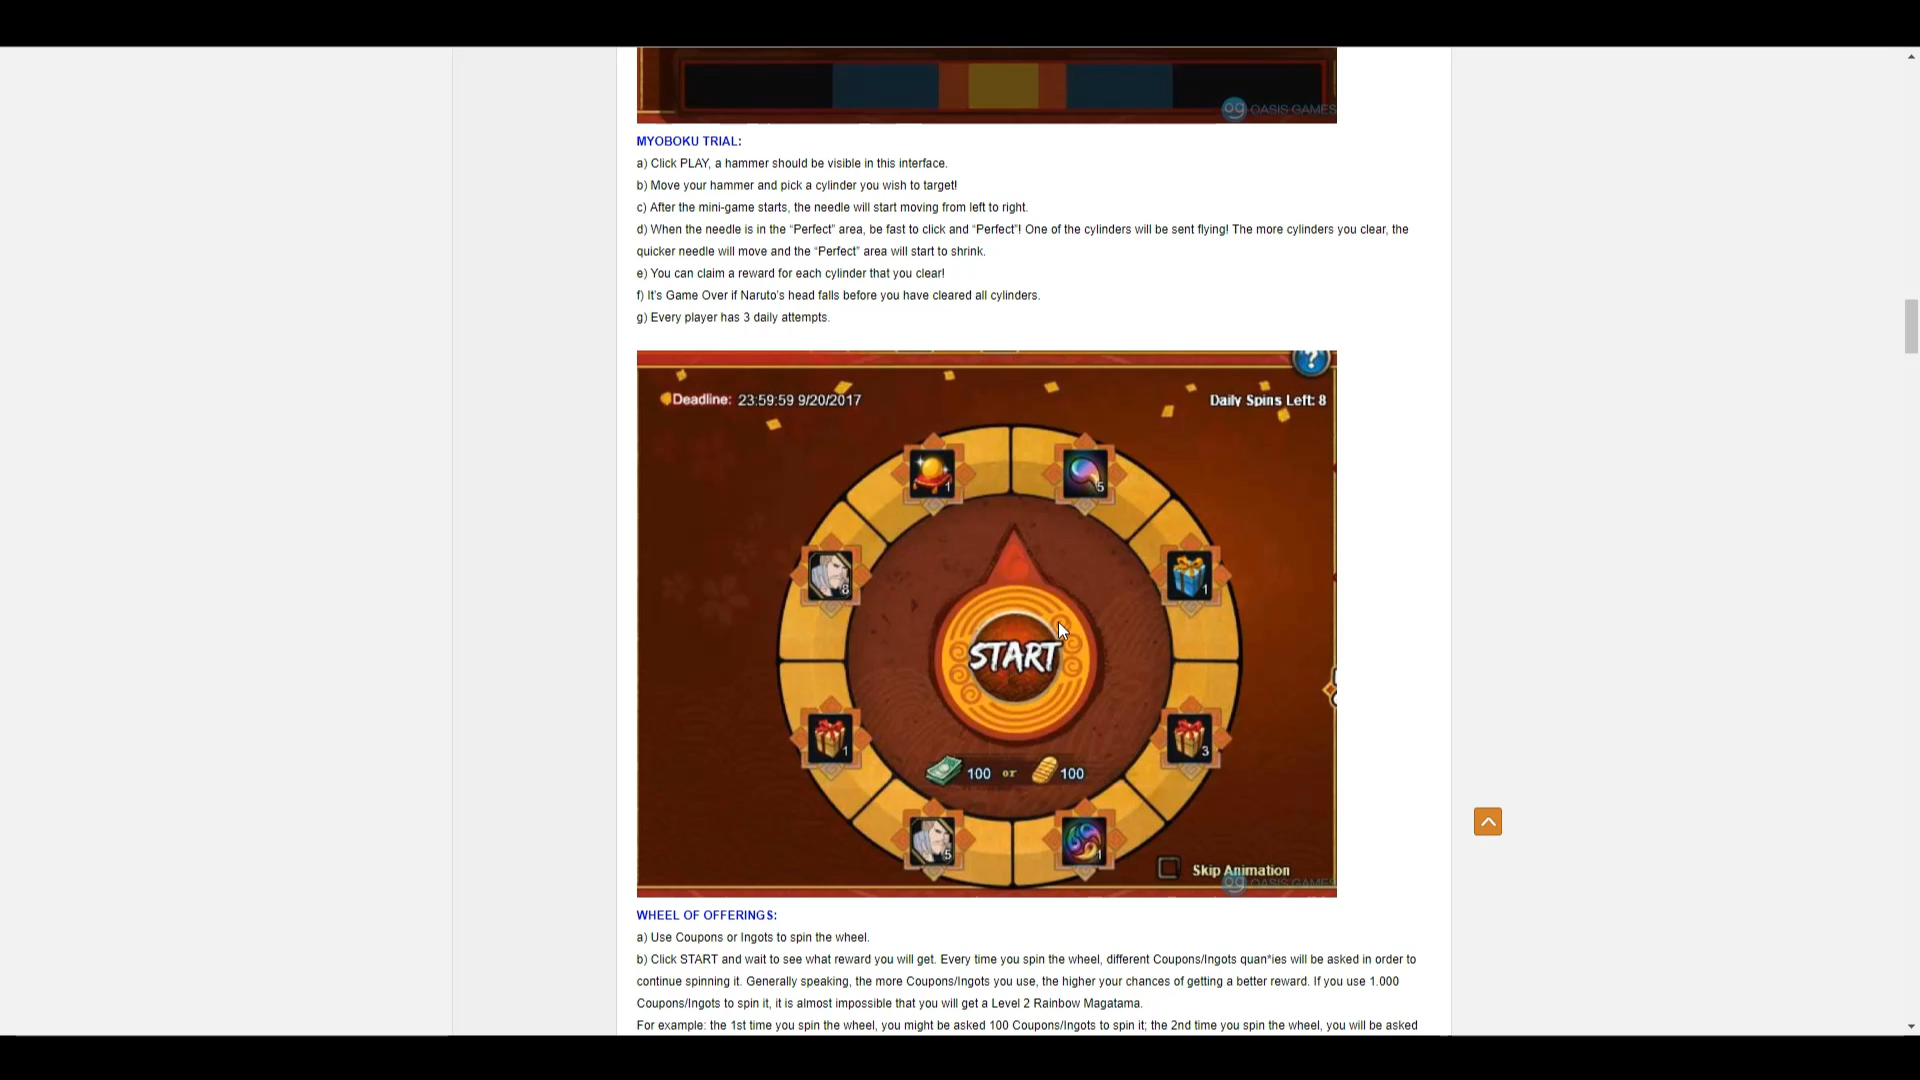 OASIS GAMES
MYOBOKU TRIAL:
a) Click PLAY, a hammer should be visible in this interface.
b) Move your hammer and pick a cylinder you wish to target!
c) After the mini-game starts, the needle will start moving from left to right.
d) When the needle is in the “Perfect” area, be fast to click and “Perfect”! One of the cylinders will be sent flying! The more cylinders you clear, the
quicker needle will move and the “Perfect” area will start to shrink.
e) You can claim a reward for each cylinder that you clear!
f) It's Game Over if Naruto's head falls before you have cleared all cylinders.
g) Every player has 3 daily attempts.
?
Deadline: 23:59:59 9/20/2017
Daily Spins Left: 8
1
5
8
1
START
1
3
100 or 100
5
1
Skip Animation
OASIS GAMES
WHEEL OF OFFERINGS:
a) Use Coupons or Ingots to spin the wheel.
b) Click START and wait to see what reward you will get. Every time you spin the wheel, different Coupons/Ingots quan*ies will be asked in order to
continue spinning it. Generally speaking, the more Coupons/Ingots you use, the higher your chances of getting a better reward. If you use 1.000
Coupons/Ingots to spin it, it is almost impossible that you will get a Level 2 Rainbow Magatama.
For example: the 1st time you spin the wheel, you might be asked 100 Coupons/Ingots to spin it; the 2nd time you spin the wheel, you will be asked